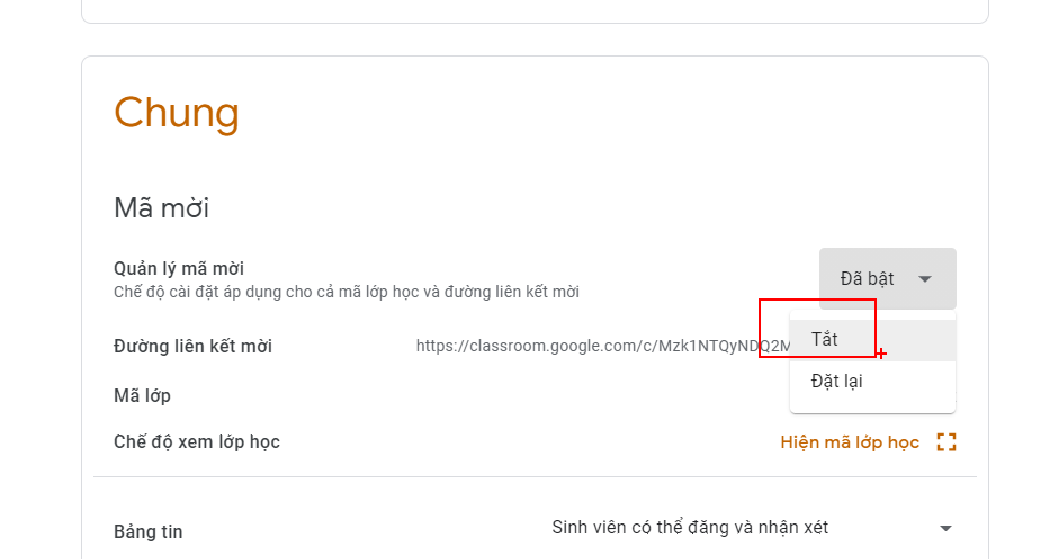 Chung
Mã mời
Quản lý mã mời
Đã bật
Chế độ cài đặt áp dụng cho cả mã lớp học và đường liên kết mời
Đường liên kết mời
https://classroom.google.com/c/Mzk1NTQyNDQ2M
Tắt
Mã lớp
Đặt lại
Chế độ xem lớp học
Hiện mã lớp học
Bảng tin
Sinh viên có thể đăng và nhận xét